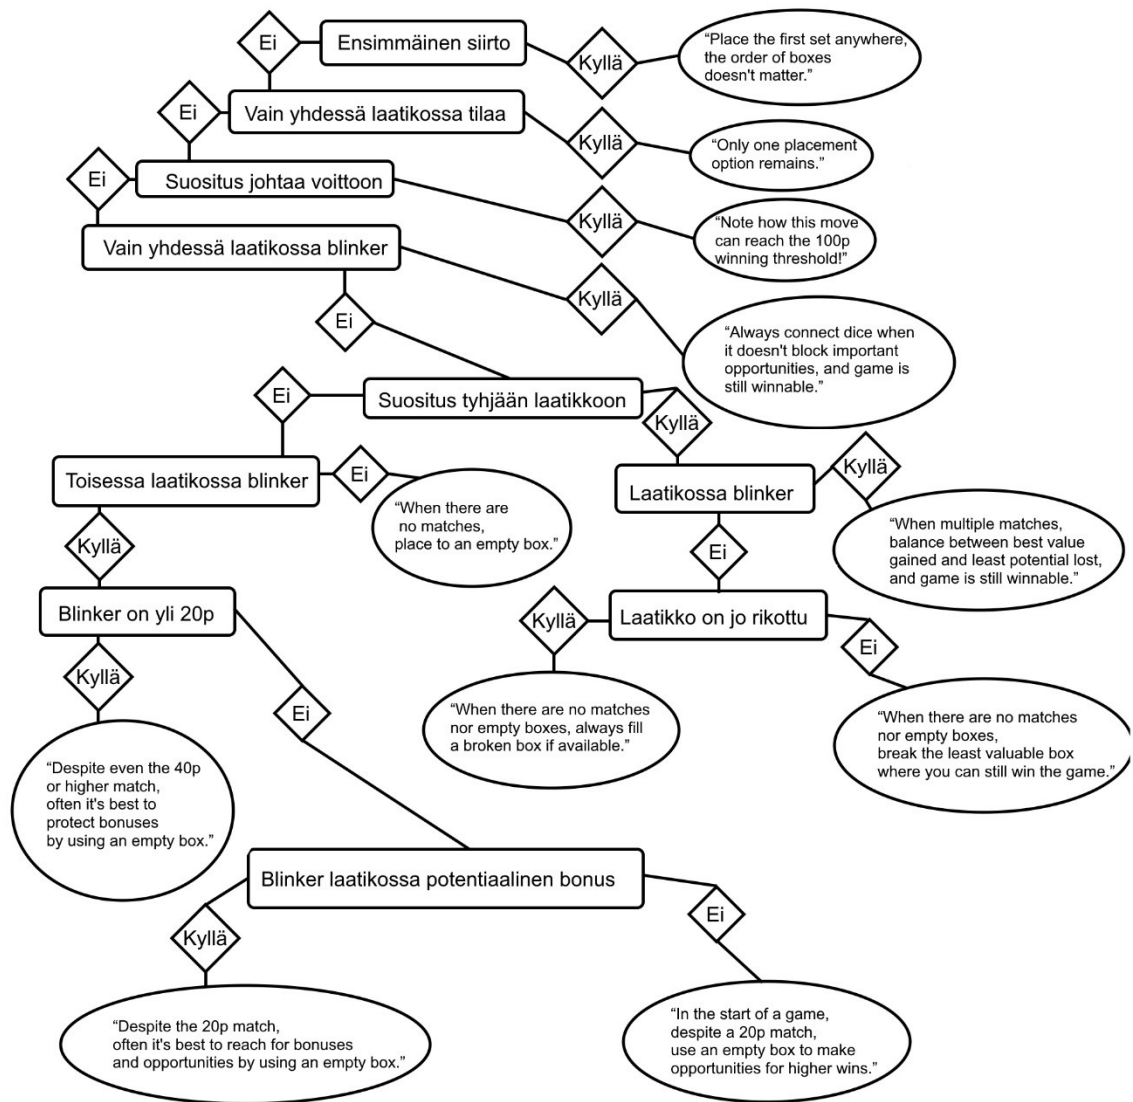 Ei
Ensimmäinen siirto
Kyllä
“Place the first set anywhere,
the order of boxes
doesn't matter.”
Ei
Vain yhdessä laatikossa tilaa
Kyllä
“Only one placement
option remains.”
Ei
Suositus johtaa voittoon
Kyllä
“Note how this move
can reach the 100p
winning threshold!”
Vain yhdessä laatikossa blinker
Kyllä
“Always connect dice when
it doesn't block important
opportunities, and game is
still winnable.”
Ei
Suositus tyhjään laatikkoon
Ei
Kyllä
Toisessa laatikossa blinker
Ei
“When there are
no matches,
place to an empty box.”
Laatikossa blinker
Kyllä
“When multiple matches,
balance between best value
gained and least potential lost,
and game is still winnable.”
Kyllä
Ei
Blinker on yli 20p
Kyllä
Laatikko on jo rikottu
Ei
Kyllä
Ei
“When there are no matches
nor empty boxes, always fill
a broken box if available.”
“When there are no matches
nor empty boxes,
break the least valuable box
where you can still win the game.”
“Despite even the 40p
or higher match,
often it's best to
protect bonuses
by using an empty box.”
Blinker laatikossa potentiaalinen bonus
Kyllä
Ei
“Despite the 20p match,
often it's best to reach for bonuses
and opportunities by using an empty box.”
“In the start of a game,
despite a 20p match,
use an empty box to make
opportunities for higher wins.”